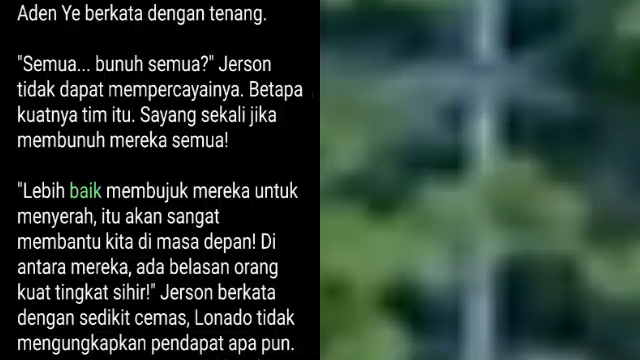 Aden Ye berkata dengan tenang.
"Semua... bunuh semua?" Jerson
tidak dapat mempercayainya. Betapa
kuatnya tim itu. Sayang sekali jika
membunuh mereka semua!
"Lebih baik membujuk mereka untuk
menyerah, itu akan sangat
membantu kita di masa depan! Di
antara mereka, ada belasan orang
kuat tingkat sihir!" Jerson berkata
dengan sedikit cemas, Lonado tidak
mengungkapkan pendapat apa pun.